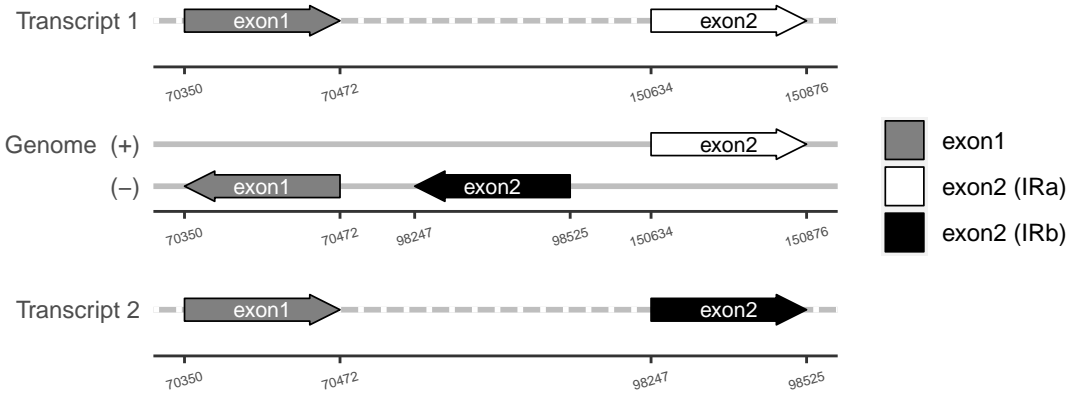 Transcript 1 exon1 exon2
70350 70472 150634 150876
Genome (+) exon2
(−) exon1 exon2
70350 70472 98247 98525 150634 150876
Transcript 2 exon1 exon2
70350 70472 98247 98525
exon1
exon2 (IRa)
exon2 (IRb)